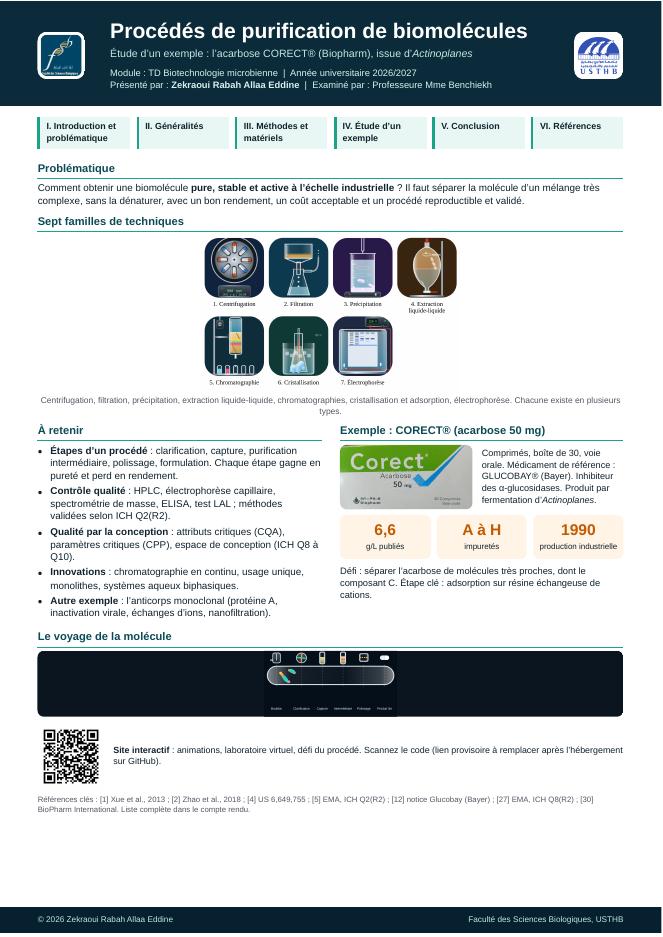 Procédés de purification de biomolécules
Étude d'un exemple : l'acarbose CORECT® (Biopharm), issue d'Actinoplanes
Module : TD Biotechnologie microbienne | Année universitaire 2026/2027
Présenté par : Zekraoui Rabah Allaa Eddine | Examiné par : Professeure Mme Benchiekh
USTHB
I. Introduction et
problématique
II. Généralités
III. Méthodes et
matériels
IV. Étude d'un
exemple
V. Conclusion
VI. Références
Problématique
Comment obtenir une biomolécule pure, stable et active à l'échelle industrielle ? Il faut séparer la molécule d'un mélange très
complexe, sans la dénaturer, avec un bon rendement, un coût acceptable et un procédé reproductible et validé.
Sept familles de techniques
1. Centrifugation
2. Filtration
3. Précipitation
4. Extraction
liquide-liquide
5. Chromatographie
6. Cristallisation
7. Électrophorèse
Centrifugation, filtration, précipitation, extraction liquide-liquide, chromatographies, cristallisation et adsorption, électrophorèse. Chacune existe en plusieurs
types.
À retenir
• Étapes d'un procédé : clarification, capture, purification
intermédiaire, polissage, formulation. Chaque étape gagne en
pureté et perd en rendement.
• Contrôle qualité : HPLC, électrophorèse capillaire,
spectrométrie de masse, ELISA, test LAL ; méthodes
validées selon ICH Q2(R2).
• Qualité par la conception : attributs critiques (CQA),
paramètres critiques (CPP), espace de conception (ICH Q8 à
Q10).
• Innovations : chromatographie en continu, usage unique,
monolithes, systèmes aqueux biphasiques.
• Autre exemple : l'anticorps monoclonal (protéine A,
inactivation virale, échanges d'ions, nanofiltration).
Exemple : CORECT® (acarbose 50 mg)
Corect®
Acarbose
50 mg
Comprimés, boîte de 30, voie
orale. Médicament de référence :
GLUCOBAY® (Bayer). Inhibiteur
des α-glucosidases. Produit par
fermentation d'Actinoplanes.
6,6
g/L publiés
A à H
impuretés
1990
production industrielle
Défi : séparer l'acarbose de molécules très proches, dont le
composant C. Étape clé : adsorption sur résine échangeuse de
cations.
Le voyage de la molécule
Clarification
Capture
Intermédiaire
Polissage
Site interactif : animations, laboratoire virtuel, défi du procédé. Scannez le code (lien provisoire à remplacer après l'hébergement
sur GitHub).
Références clés : [1] Xue et al., 2013 ; [2] Zhao et al., 2018 ; [4] US 6,649,755 ; [5] EMA, ICH Q2(R2) ; [12] notice Glucobay (Bayer) ; [27] EMA, ICH Q8(R2) ; [30]
BioPharm International. Liste complète dans le compte rendu.
© 2026 Zekraoui Rabah Allaa Eddine
Faculté des Sciences Biologiques, USTHB